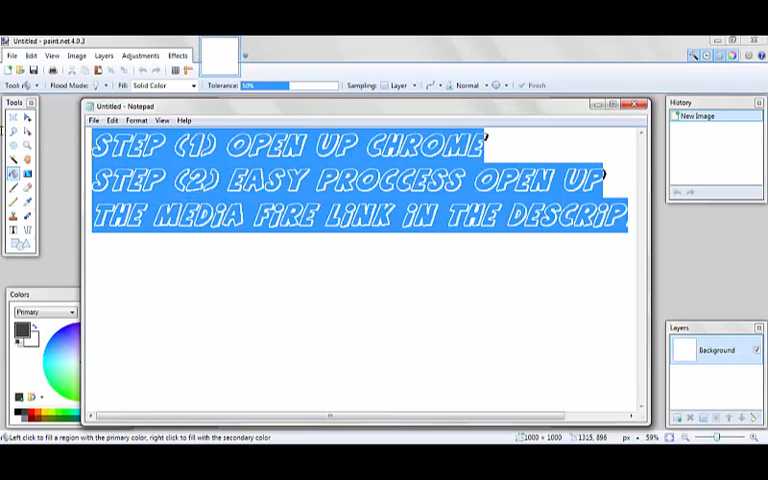 Untitled - paint.net 4.0.3
File Edit View Image Layers Adjustments Effects
Tool: Flood Mode: Fill: Solid Color Tolerance: 50% Sampling: Layer Normal Finish
Tools
Untitled - Notepad
File Edit Format View Help
STEP (1) OPEN UP CHROME
STEP (2) EASY PROCCESS OPEN UP
THE MEDIA FIRE LINK IN THE DESCRIP
History
New Image
Colors
Primary
Layers
Background
Left click to fill a region with the primary color, right click to fill with the secondary color
1000 × 1000 1315, 896 px 59%